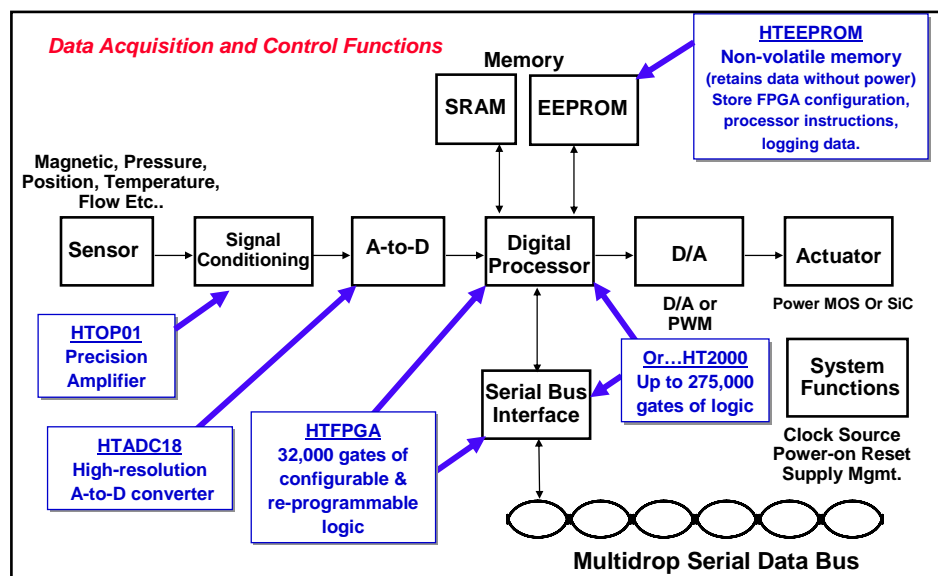 Data Acquisition and Control Functions
HTEEPROM
Non-volatile memory
(retains data without power)
Store FPGA configuration,
processor instructions,
logging data.
Memory
SRAM
EEPROM
Magnetic, Pressure,
Position, Temperature,
Flow Etc..
Sensor
Signal
Conditioning
A-to-D
Digital
Processor
D/A
Actuator
D/A or
PWM
Power MOS Or SiC
HTOP01
Precision
Amplifier
Or…HT2000
Up to 275,000
gates of logic
System
Functions
Serial Bus
Interface
HTADC18
High-resolution
A-to-D converter
HTFPGA
32,000 gates of
configurable &
re-programmable
logic
Clock Source
Power-on Reset
Supply Mgmt.
Multidrop Serial Data Bus